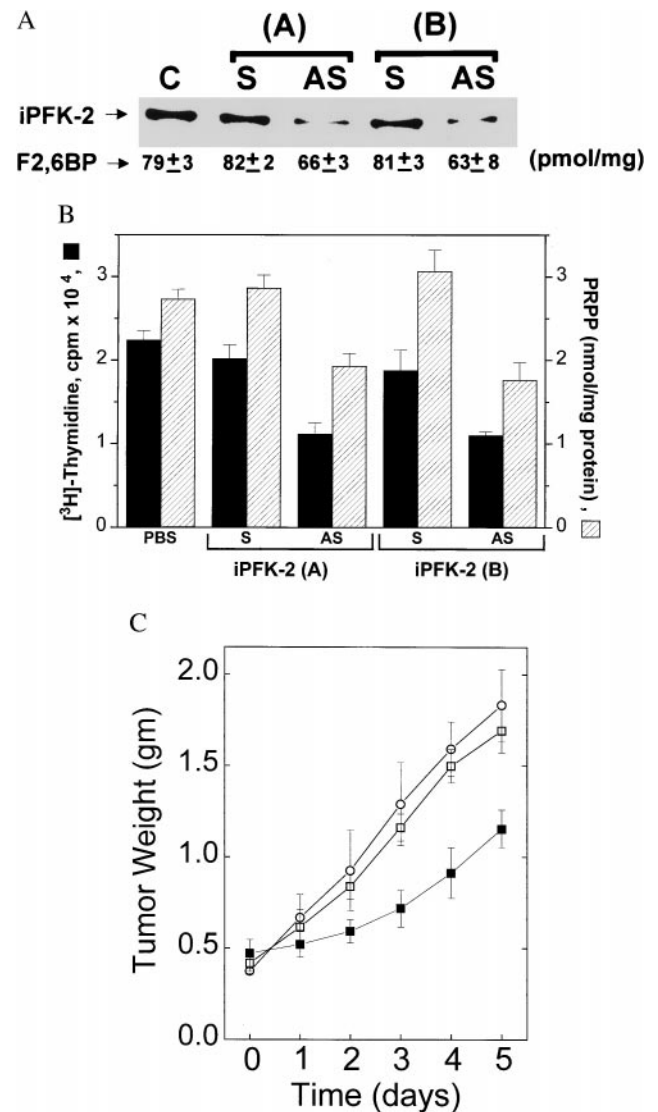 A
(A) (B)
C S AS S AS
iPFK-2
F2,6BP 79±3 82±2 66±3 81±3 63±8 (pmol/mg)
B
[³H]-Thymidine, cpm x 10⁴,
3
2
1
0
PBS S AS S AS
iPFK-2 (A) iPFK-2 (B)
3
2
1
0
PRPP (nmol/mg protein),
C
Tumor Weight (gm)
2.0
1.5
1.0
0.5
0.0
0 1 2 3 4 5
Time (days)